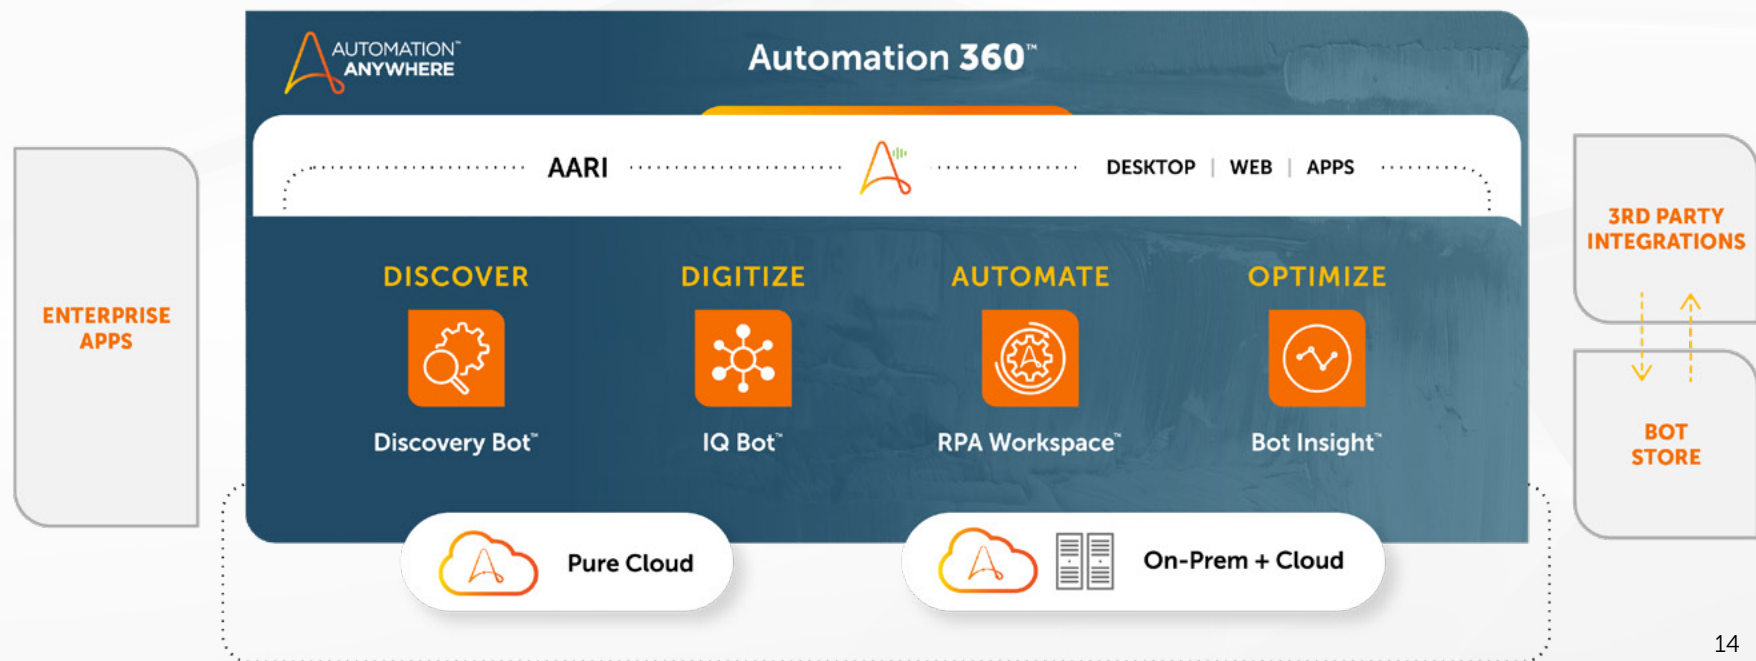 AUTOMATION™
ANYWHERE
Automation 360™
AARI
DESKTOP | WEB | APPS
ENTERPRISE
APPS
DISCOVER
DIGITIZE
AUTOMATE
OPTIMIZE
Discovery Bot™
IQ Bot™
RPA Workspace™
Bot Insight™
Pure Cloud
On-Prem + Cloud
3RD PARTY
INTEGRATIONS
BOT
STORE
14